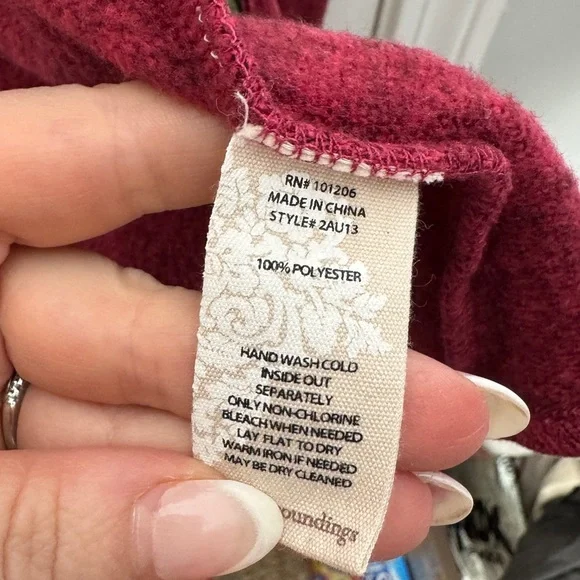 RN# 101206
MADE IN CHINA
STYLE# 2AU13
100% POLYESTER
HAND WASH COLD
INSIDE OUT
SEPARATELY
ONLY NON-CHLORINE
BLEACH WHEN NEEDED
LAY FLAT TO DRY
WARM IRON IF NEEDED
MAY BE DRY CLEANED